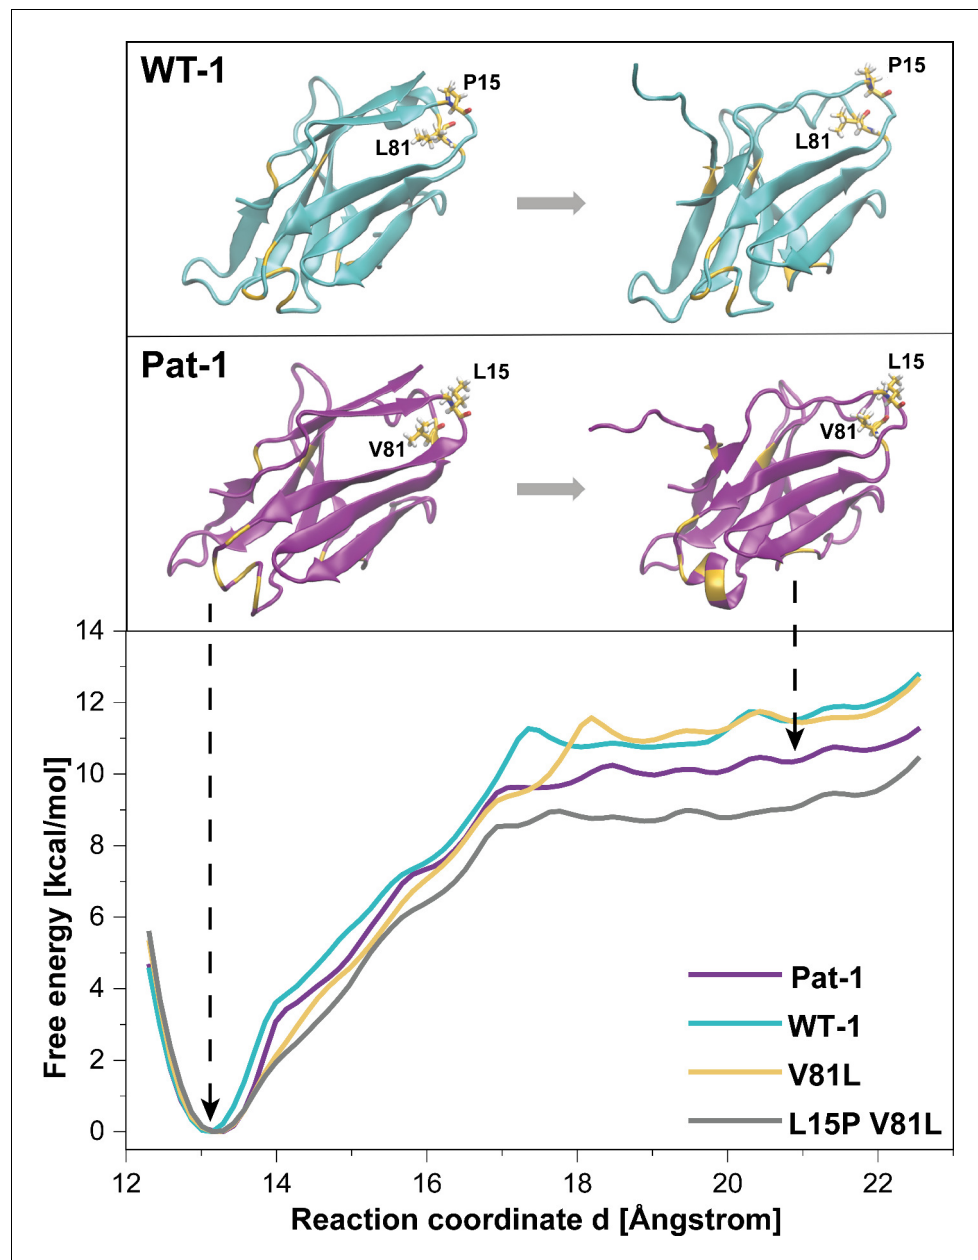 WT-1
P15
L81
P15
L81
Pat-1
L15
V81
L15
V81
14
12
10
8
6
4
2
0
Free energy [kcal/mol]
Pat-1
WT-1
V81L
L15P V81L
12
14
16
18
20
22
Reaction coordinate d [Ångstrom]